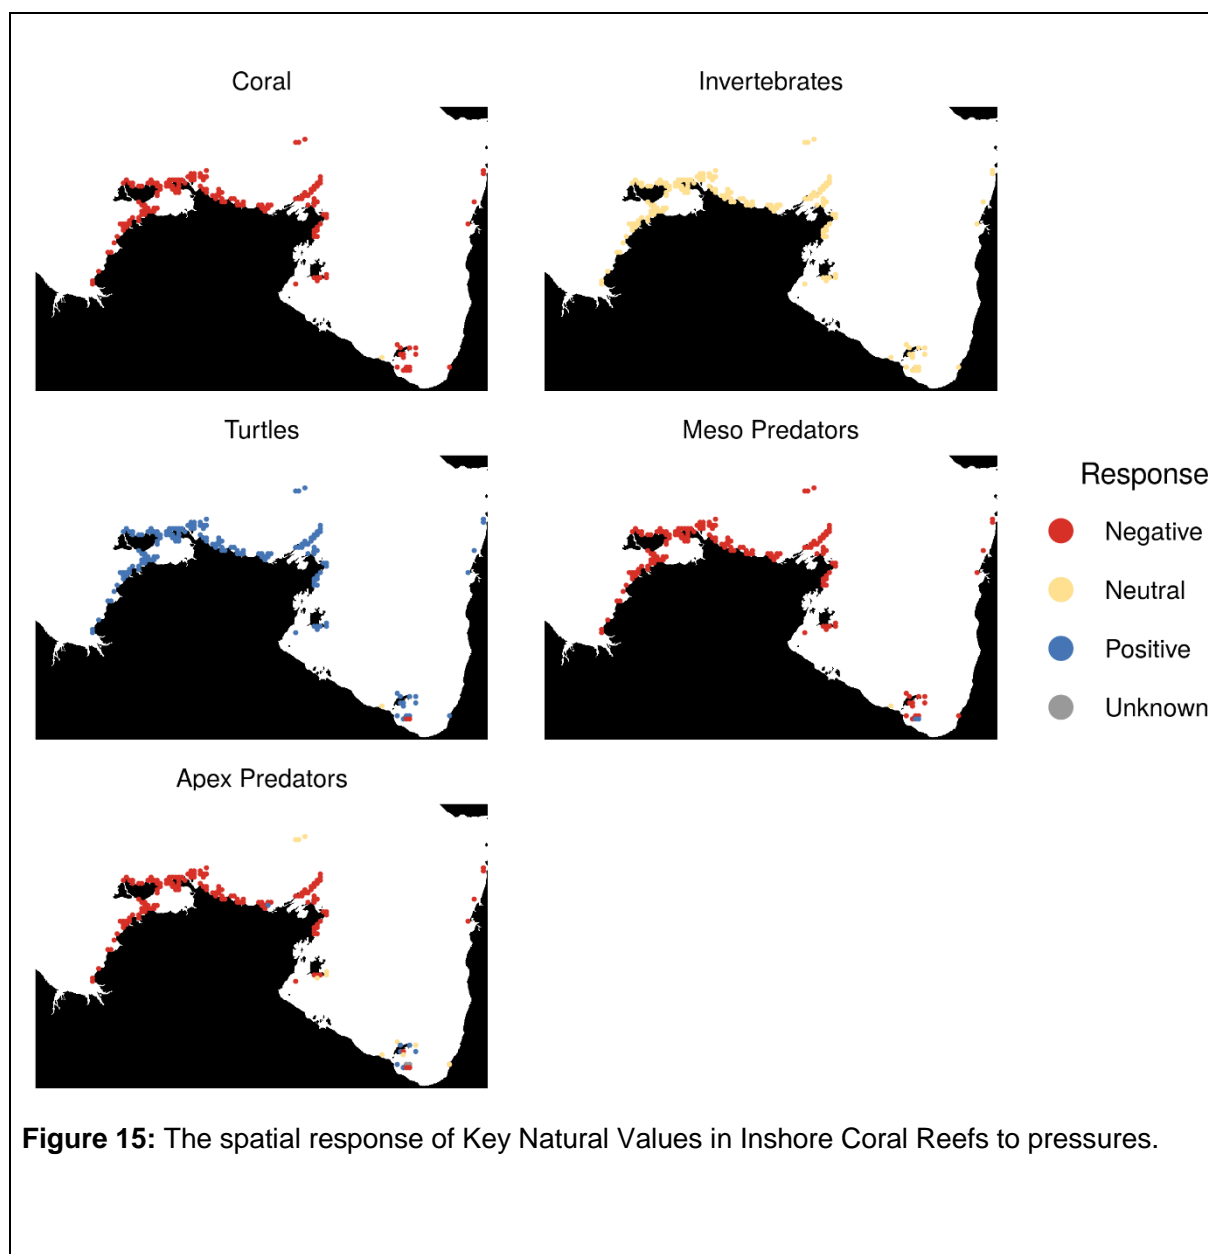 Coral
Invertebrates
Turtles
Meso Predators
Apex Predators
Response
Negative
Neutral
Positive
Unknown
Figure 15: The spatial response of Key Natural Values in Inshore Coral Reefs to pressures.